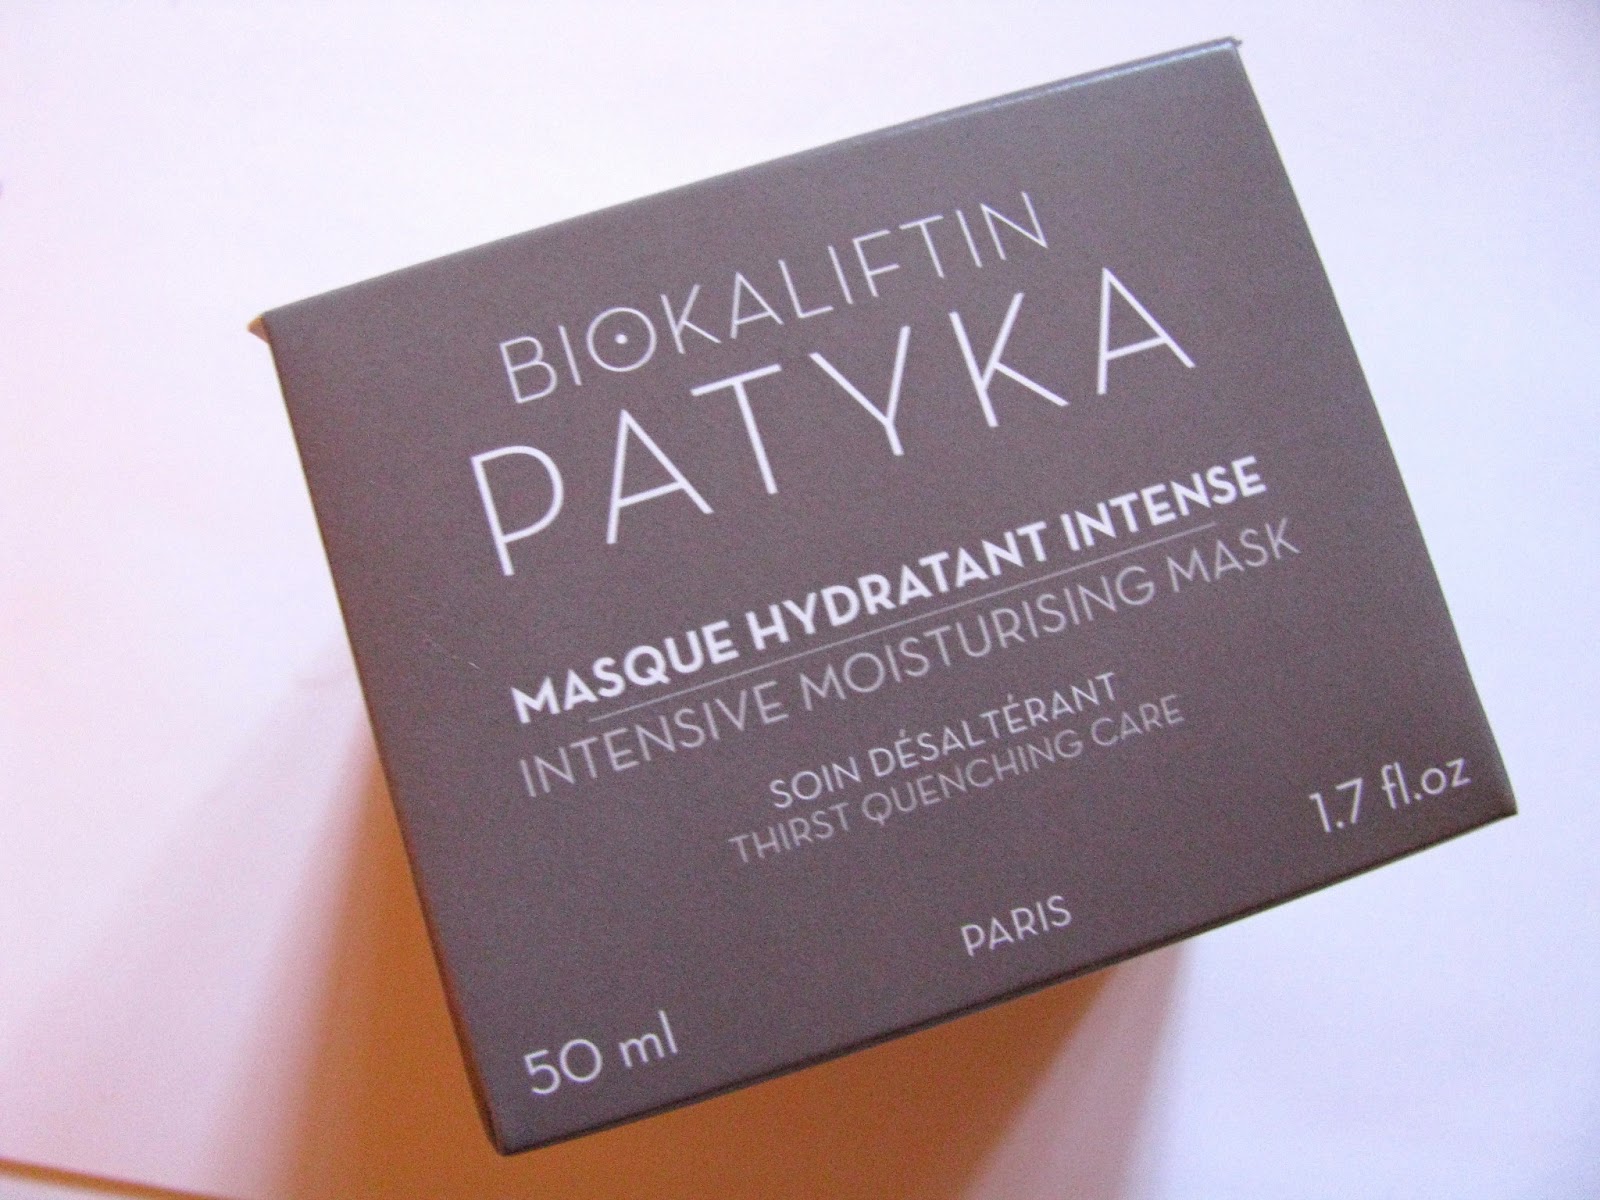 BIOKALIFTIN
PATYKA
MASQUE HYDRATANT INTENSE
INTENSIVE MOISTURISING MASK
SOIN DÉSALTÉRANT
THIRST QUENCHING CARE
PARIS
50 ml
1.7 fl.oz